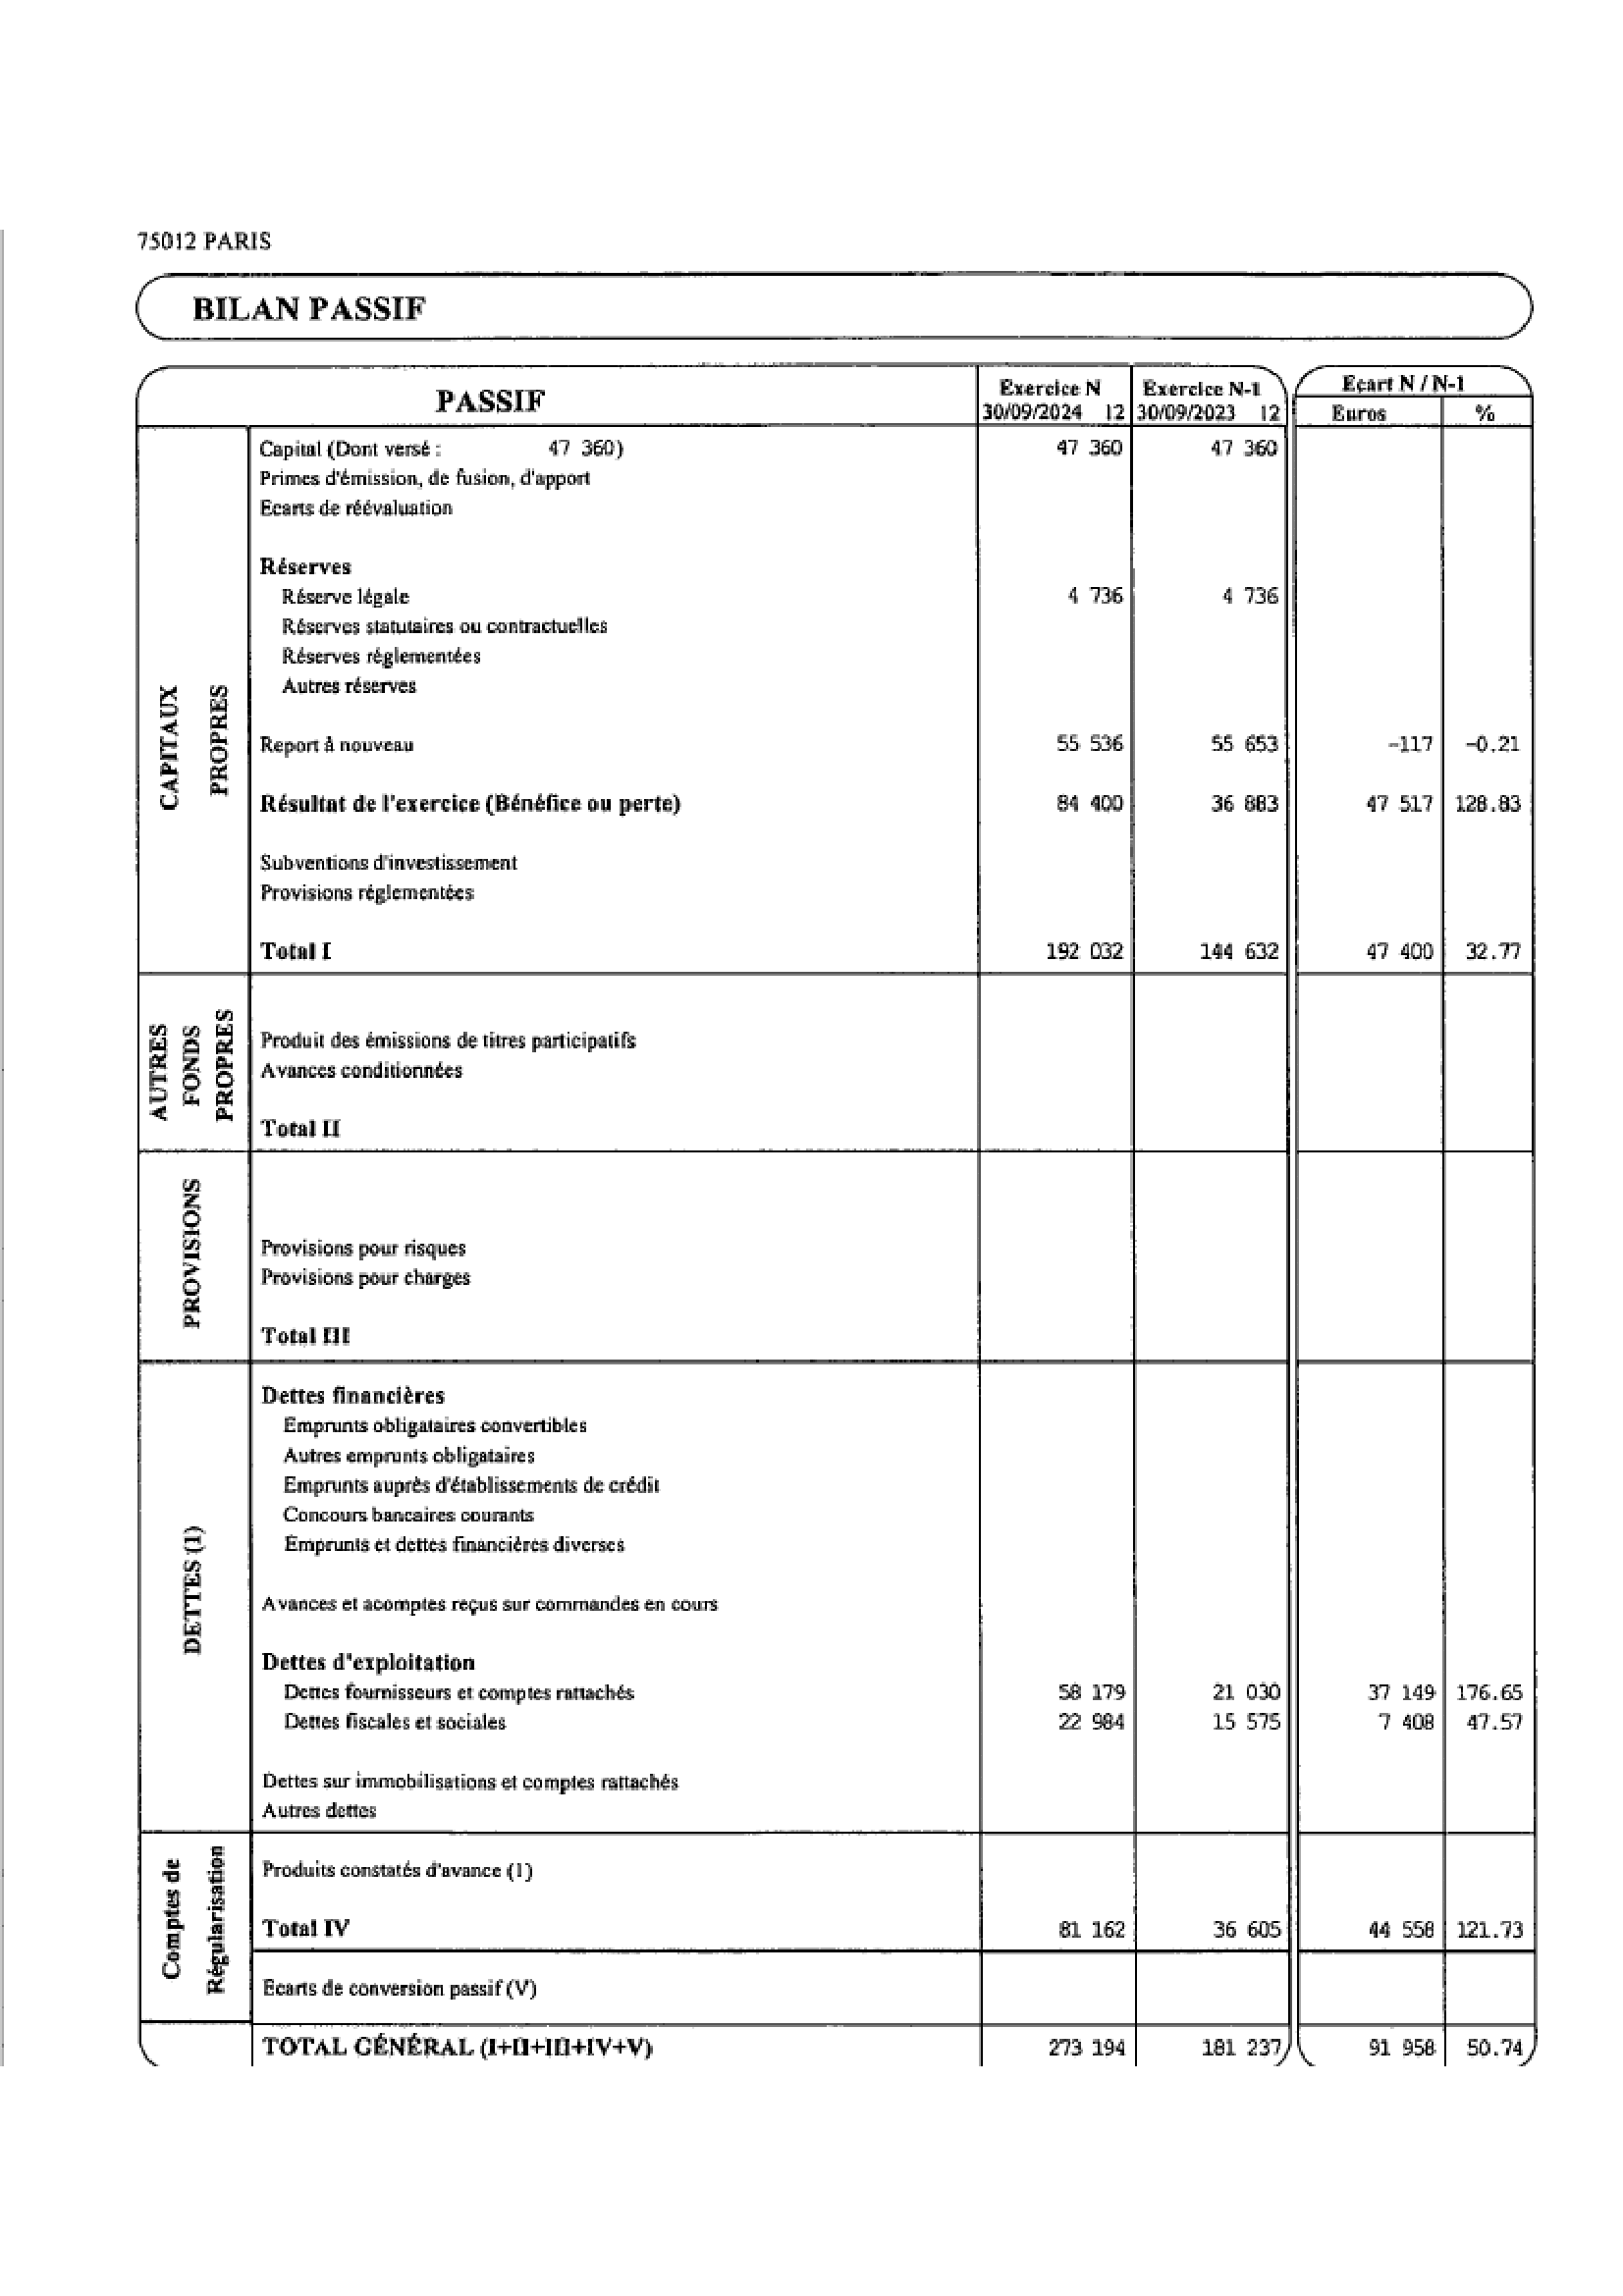 75012 PARIS
BILAN PASSIF
PASSIF Exercice N Exercice N-1 Ecart N / N-1
30/09/2024 12 30/09/2023 12 Euros %
CAPITAUX PROPRES
Capital (Dont versé : 47 360) 47 360 47 360
Primes d'émission, de fusion, d'apport
Ecarts de réévaluation
Réserves
Réserve légale 4 736 4 736
Réserves statutaires ou contractuelles
Réserves réglementées
Autres réserves
Report à nouveau 55 536 55 653 -117 -0.21
Résultat de l'exercice (Bénéfice ou perte) 84 400 36 883 47 517 128.83
Subventions d'investissement
Provisions réglementées
Total I 192 032 144 632 47 400 32.77
AUTRES FONDS PROPRES
Produit des émissions de titres participatifs
Avances conditionnées
Total II
PROVISIONS
Provisions pour risques
Provisions pour charges
Total III
DETTES (1)
Dettes financières
Emprunts obligataires convertibles
Autres emprunts obligataires
Emprunts auprès d'établissements de crédit
Concours bancaires courants
Emprunts et dettes financières diverses
Avances et acomptes reçus sur commandes en cours
Dettes d'exploitation
Dettes fournisseurs et comptes rattachés 58 179 21 030 37 149 176.65
Dettes fiscales et sociales 22 984 15 575 7 408 47.57
Dettes sur immobilisations et comptes rattachés
Autres dettes
Comptes de Régularisation
Produits constatés d'avance (1)
Total IV 81 162 36 605 44 558 121.73
Ecarts de conversion passif (V)
TOTAL GÉNÉRAL (I+II+III+IV+V) 273 194 181 237 91 958 50.74